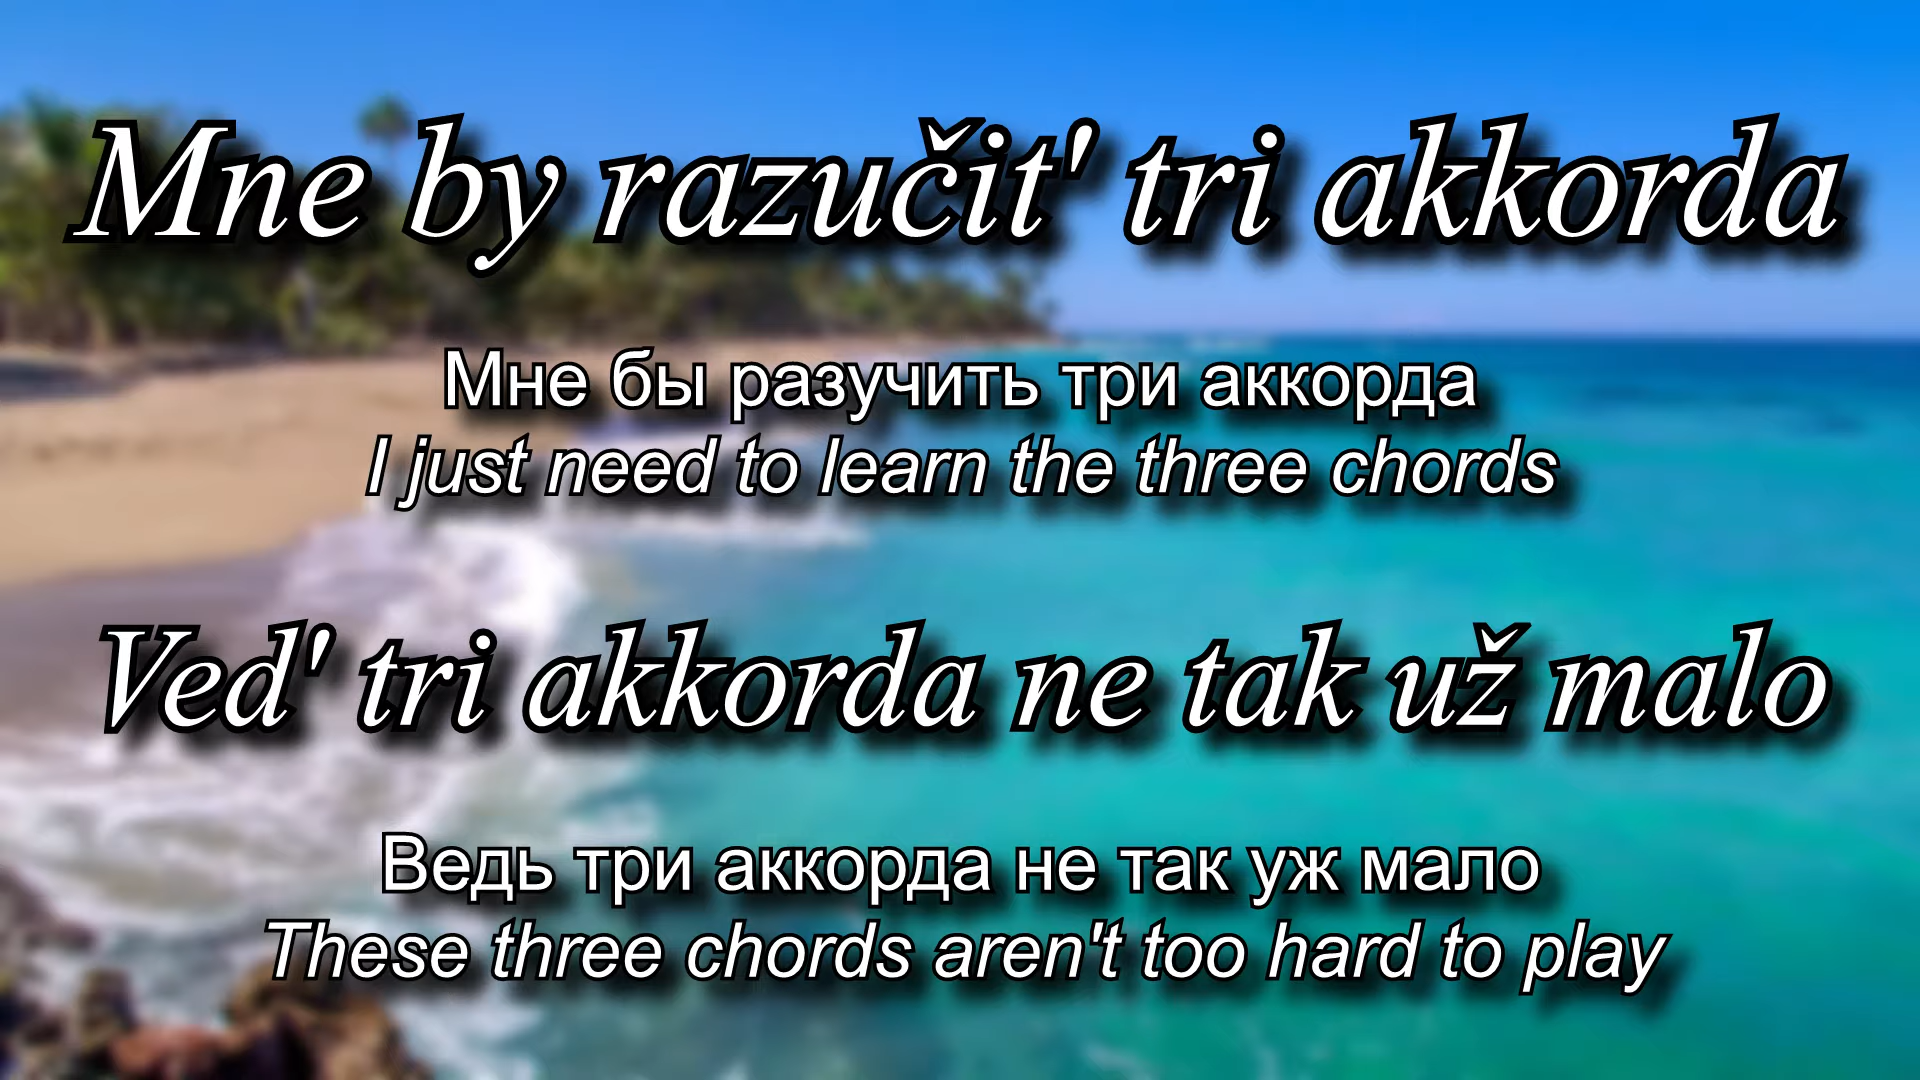 Mne by razučit' tri akkorda
Мне бы разучить три аккорда
I just need to learn the three chords
Ved' tri akkorda ne tak už malo
Ведь три аккорда не так уж мало
These three chords aren't too hard to play